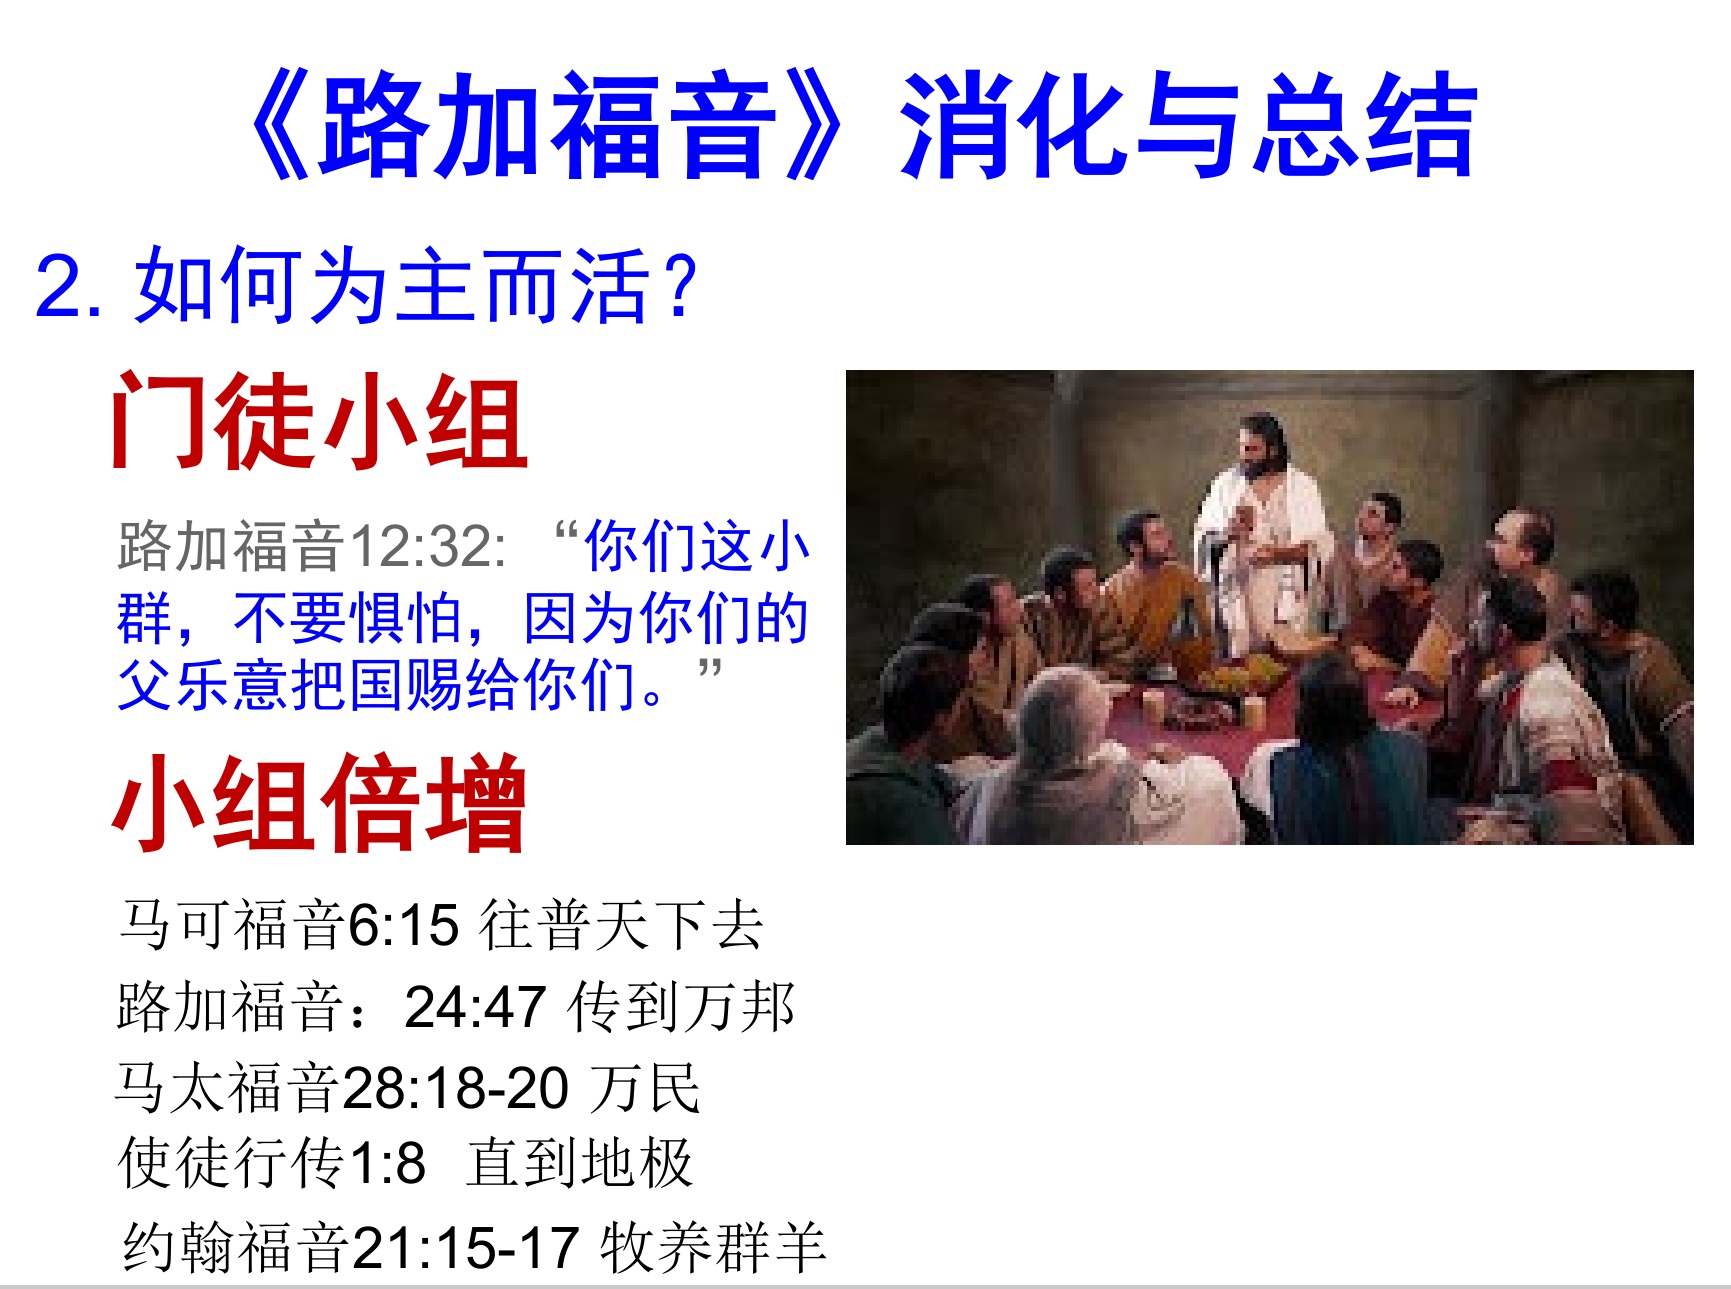 《路加福音》消化与总结
2. 如何为主而活？
门徒小组
路加福音12:32: “你们这小
群，不要惧怕，因为你们的
父乐意把国赐给你们。”
小组倍增
马可福音6:15 往普天下去
路加福音：24:47 传到万邦
马太福音28:18-20 万民
使徒行传1:8 直到地极
约翰福音21:15-17 牧养群羊